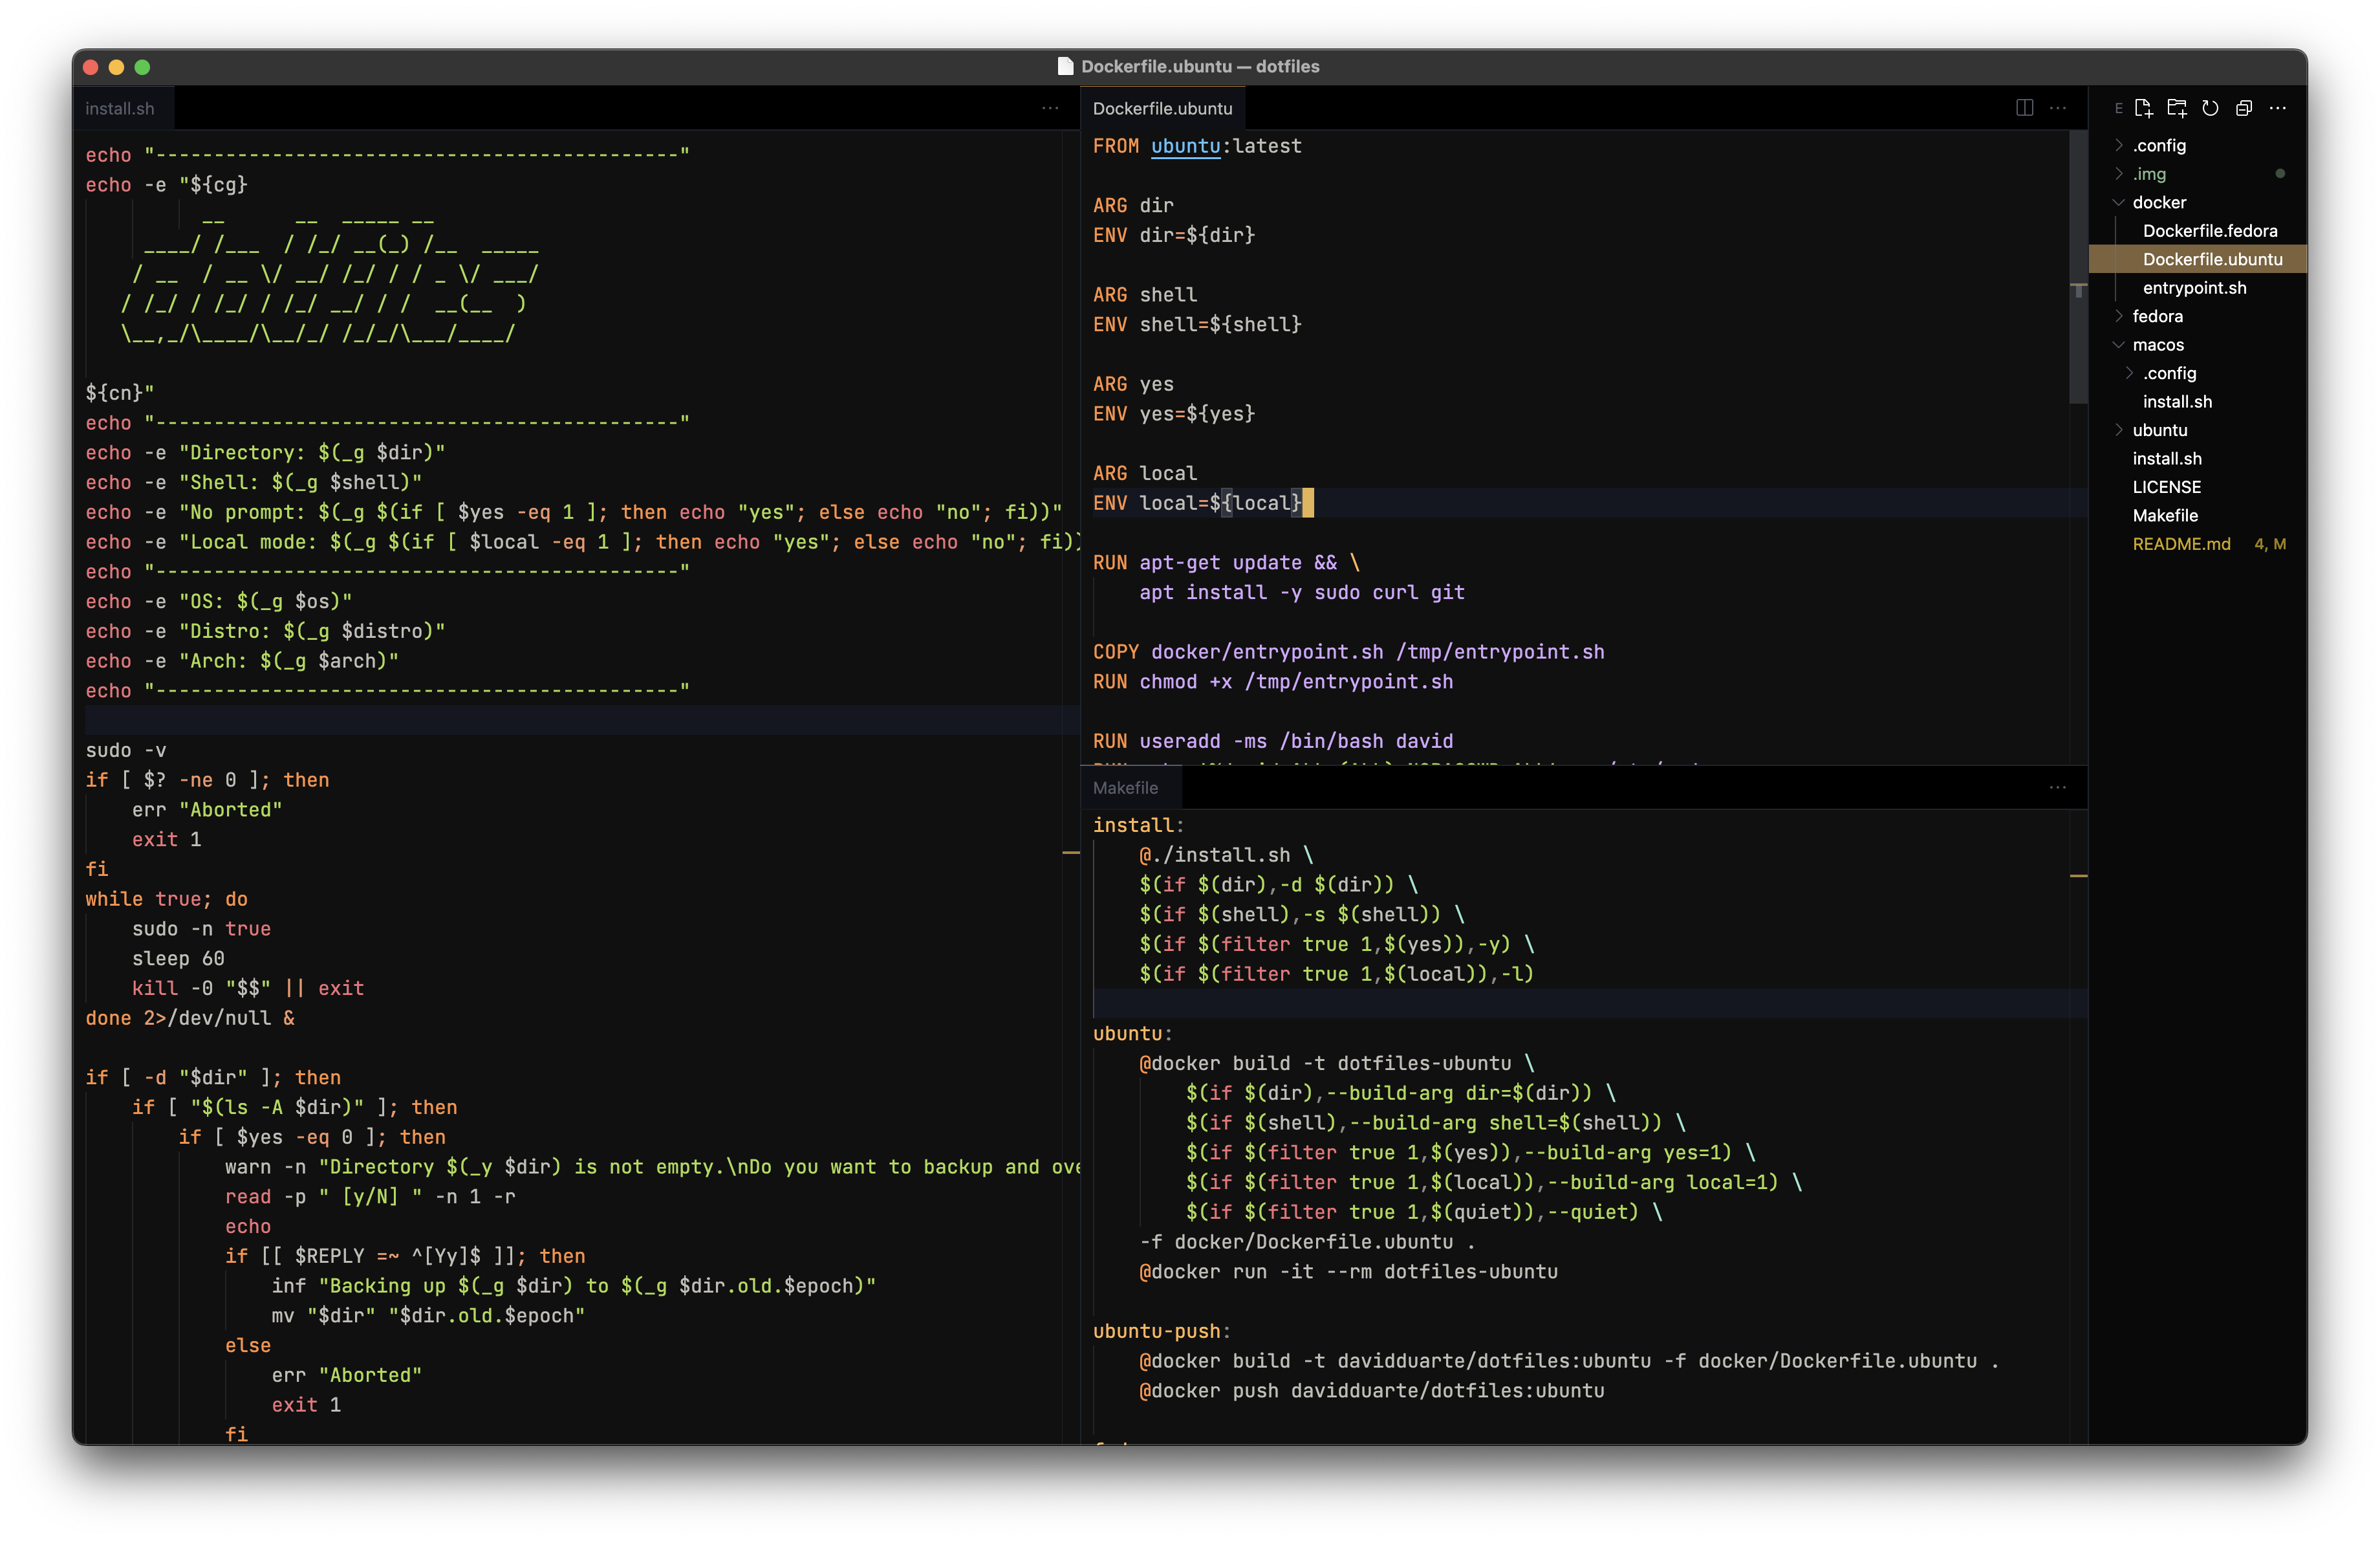 Dockerfile.ubuntu — dotfiles
install.sh
echo "---------------------------------------------"
echo -e "${cg}
          __      __  _____ __
     ____/ /___  / /_/ __(_) /__  _____
    / __  / __ \/ __/ /_/ / / _ \/ ___/
   / /_/ / /_/ / /_/ __/ / /  __(__  )
   \__,_/\____/\__/_/ /_/_/\___/____/
${cn}"
echo "---------------------------------------------"
echo -e "Directory: $(_g $dir)"
echo -e "Shell: $(_g $shell)"
echo -e "No prompt: $(_g $(if [ $yes -eq 1 ]; then echo "yes"; else echo "no"; fi))"
echo -e "Local mode: $(_g $(if [ $local -eq 1 ]; then echo "yes"; else echo "no"; fi))
echo "---------------------------------------------"
echo -e "OS: $(_g $os)"
echo -e "Distro: $(_g $distro)"
echo -e "Arch: $(_g $arch)"
echo "---------------------------------------------"
sudo -v
if [ $? -ne 0 ]; then
    err "Aborted"
    exit 1
fi
while true; do
    sudo -n true
    sleep 60
    kill -0 "$$" || exit
done 2>/dev/null &
if [ -d "$dir" ]; then
    if [ "$(ls -A $dir)" ]; then
        if [ $yes -eq 0 ]; then
            warn -n "Directory $(_y $dir) is not empty.\nDo you want to backup and ove
            read -p " [y/N] " -n 1 -r
            echo
            if [[ $REPLY =~ ^[Yy]$ ]]; then
                inf "Backing up $(_g $dir) to $(_g $dir.old.$epoch)"
                mv "$dir" "$dir.old.$epoch"
            else
                err "Aborted"
                exit 1
            fi
Dockerfile.ubuntu
FROM ubuntu:latest
ARG dir
ENV dir=${dir}
ARG shell
ENV shell=${shell}
ARG yes
ENV yes=${yes}
ARG local
ENV local=${local}
RUN apt-get update && \
    apt install -y sudo curl git
COPY docker/entrypoint.sh /tmp/entrypoint.sh
RUN chmod +x /tmp/entrypoint.sh
RUN useradd -ms /bin/bash david
Makefile
install:
    @./install.sh \
    $(if $(dir),-d $(dir)) \
    $(if $(shell),-s $(shell)) \
    $(if $(filter true 1,$(yes)),-y) \
    $(if $(filter true 1,$(local)),-l)
ubuntu:
    @docker build -t dotfiles-ubuntu \
        $(if $(dir),--build-arg dir=$(dir)) \
        $(if $(shell),--build-arg shell=$(shell)) \
        $(if $(filter true 1,$(yes)),--build-arg yes=1) \
        $(if $(filter true 1,$(local)),--build-arg local=1) \
        $(if $(filter true 1,$(quiet)),--quiet) \
    -f docker/Dockerfile.ubuntu .
    @docker run -it --rm dotfiles-ubuntu
ubuntu-push:
    @docker build -t davidduarte/dotfiles:ubuntu -f docker/Dockerfile.ubuntu .
    @docker push davidduarte/dotfiles:ubuntu
E
.config
.img
docker
Dockerfile.fedora
Dockerfile.ubuntu
entrypoint.sh
fedora
macos
.config
install.sh
ubuntu
install.sh
LICENSE
Makefile
README.md 4, M